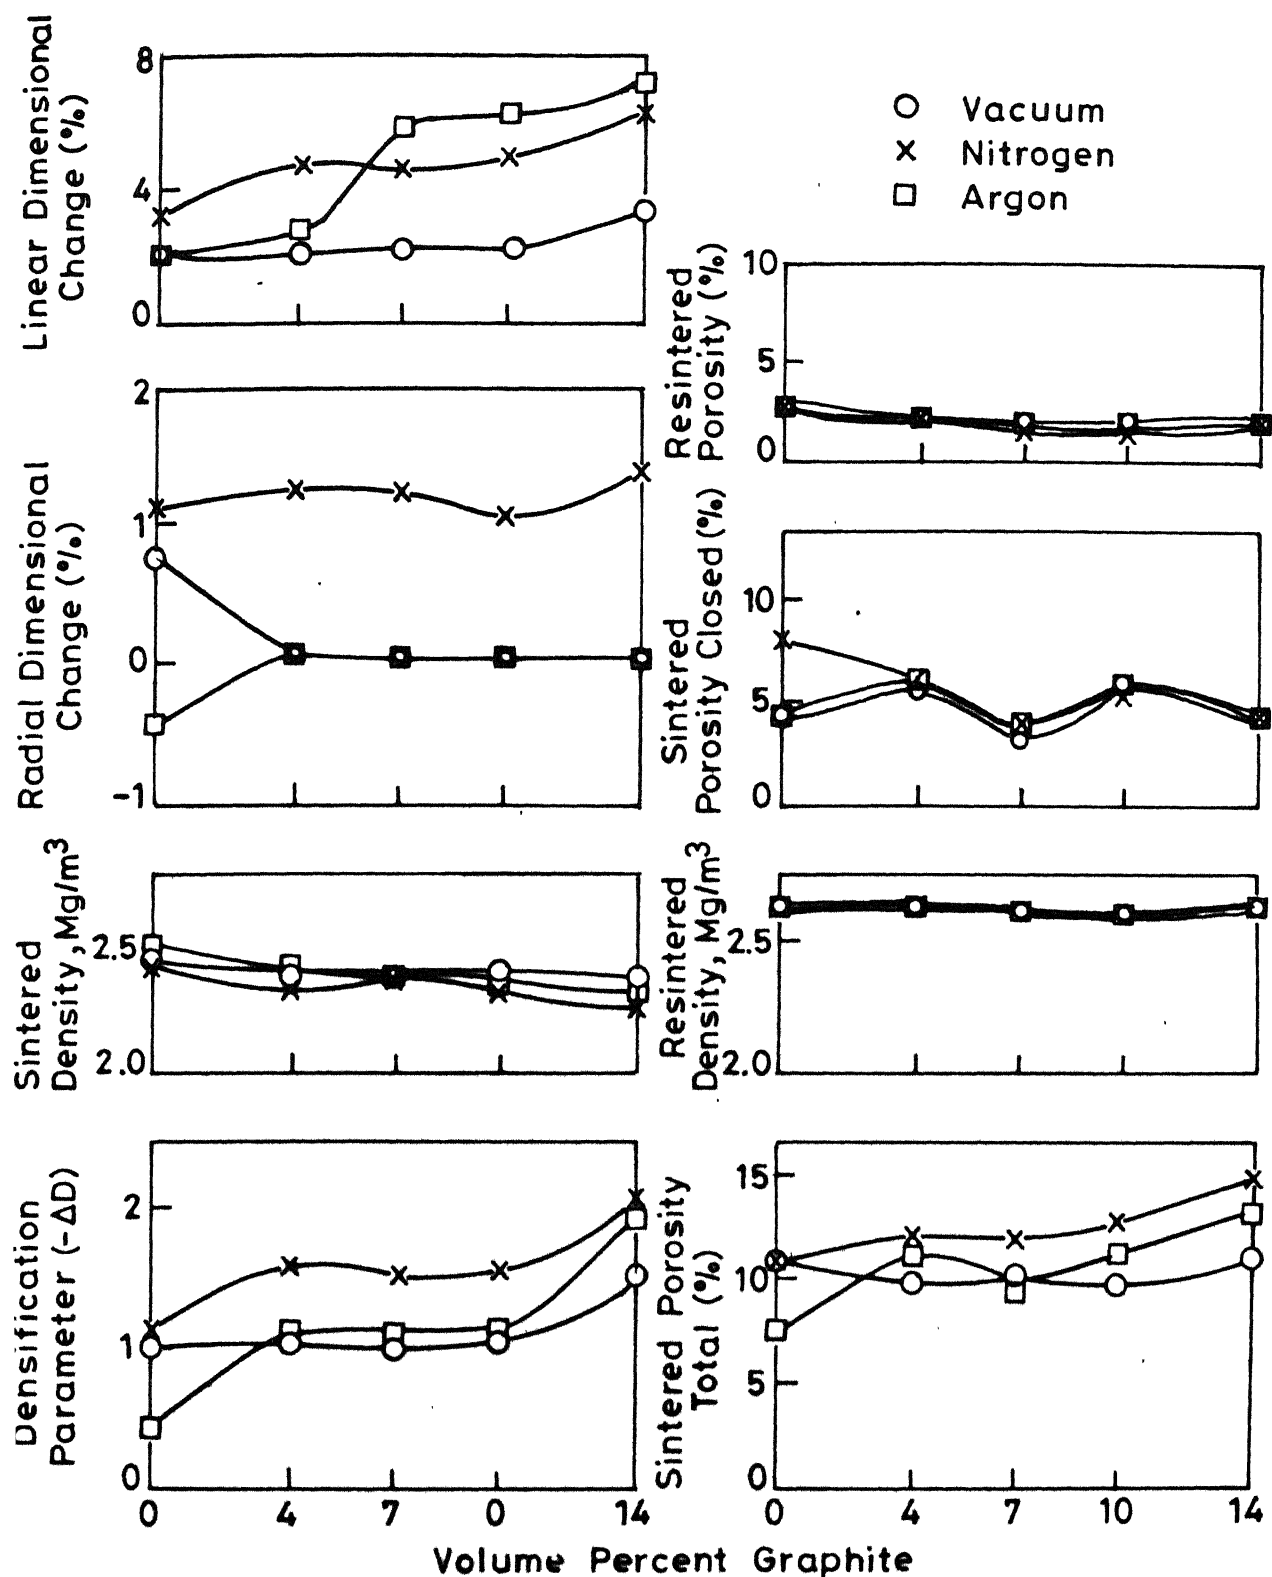 Linear Dimensional
Change (%)
8
4
0
○ Vacuum
× Nitrogen
□ Argon
Radial Dimensional
Change (%)
2
1
0
-1
Sintered
Density, Mg/m³
2.5
2.0
Densification
Parameter (-ΔD)
2
1
0
0 4 7 0 14
Resintered
Porosity (%)
10
5
0
Sintered
Porosity Closed (%)
10
5
0
Resintered
Density, Mg/m³
2.5
2.0
Sintered Porosity
Total (%)
15
10
5
0
0 4 7 10 14
Volume Percent Graphite